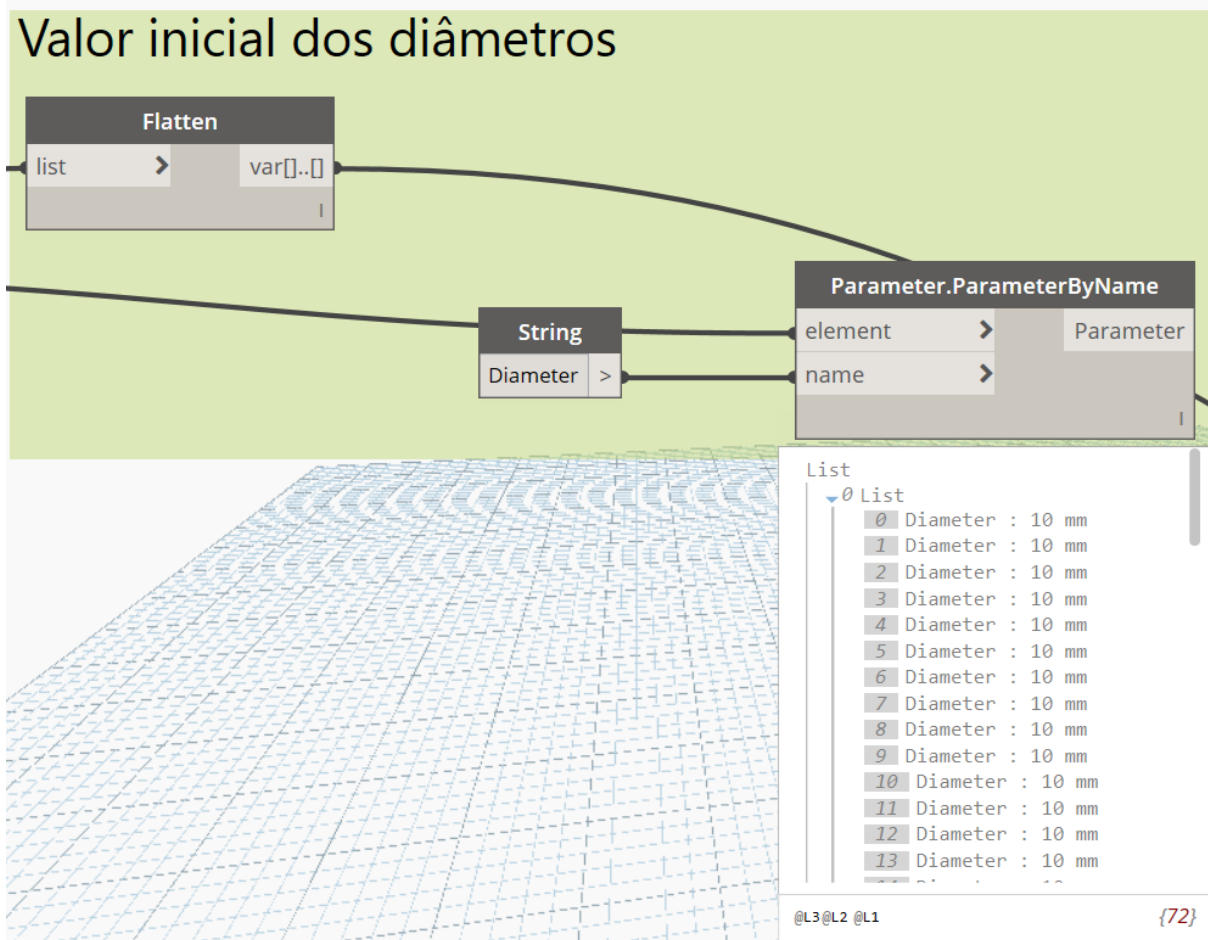 Valor inicial dos diâmetros
Flatten
list > var[]..[]
l
Parameter.ParameterByName
element > Parameter
name >
l
String
Diameter >
List
0 List
0 Diameter : 10 mm
1 Diameter : 10 mm
2 Diameter : 10 mm
3 Diameter : 10 mm
4 Diameter : 10 mm
5 Diameter : 10 mm
6 Diameter : 10 mm
7 Diameter : 10 mm
8 Diameter : 10 mm
9 Diameter : 10 mm
10 Diameter : 10 mm
11 Diameter : 10 mm
12 Diameter : 10 mm
13 Diameter : 10 mm
@L3 @L2 @L1 {72}